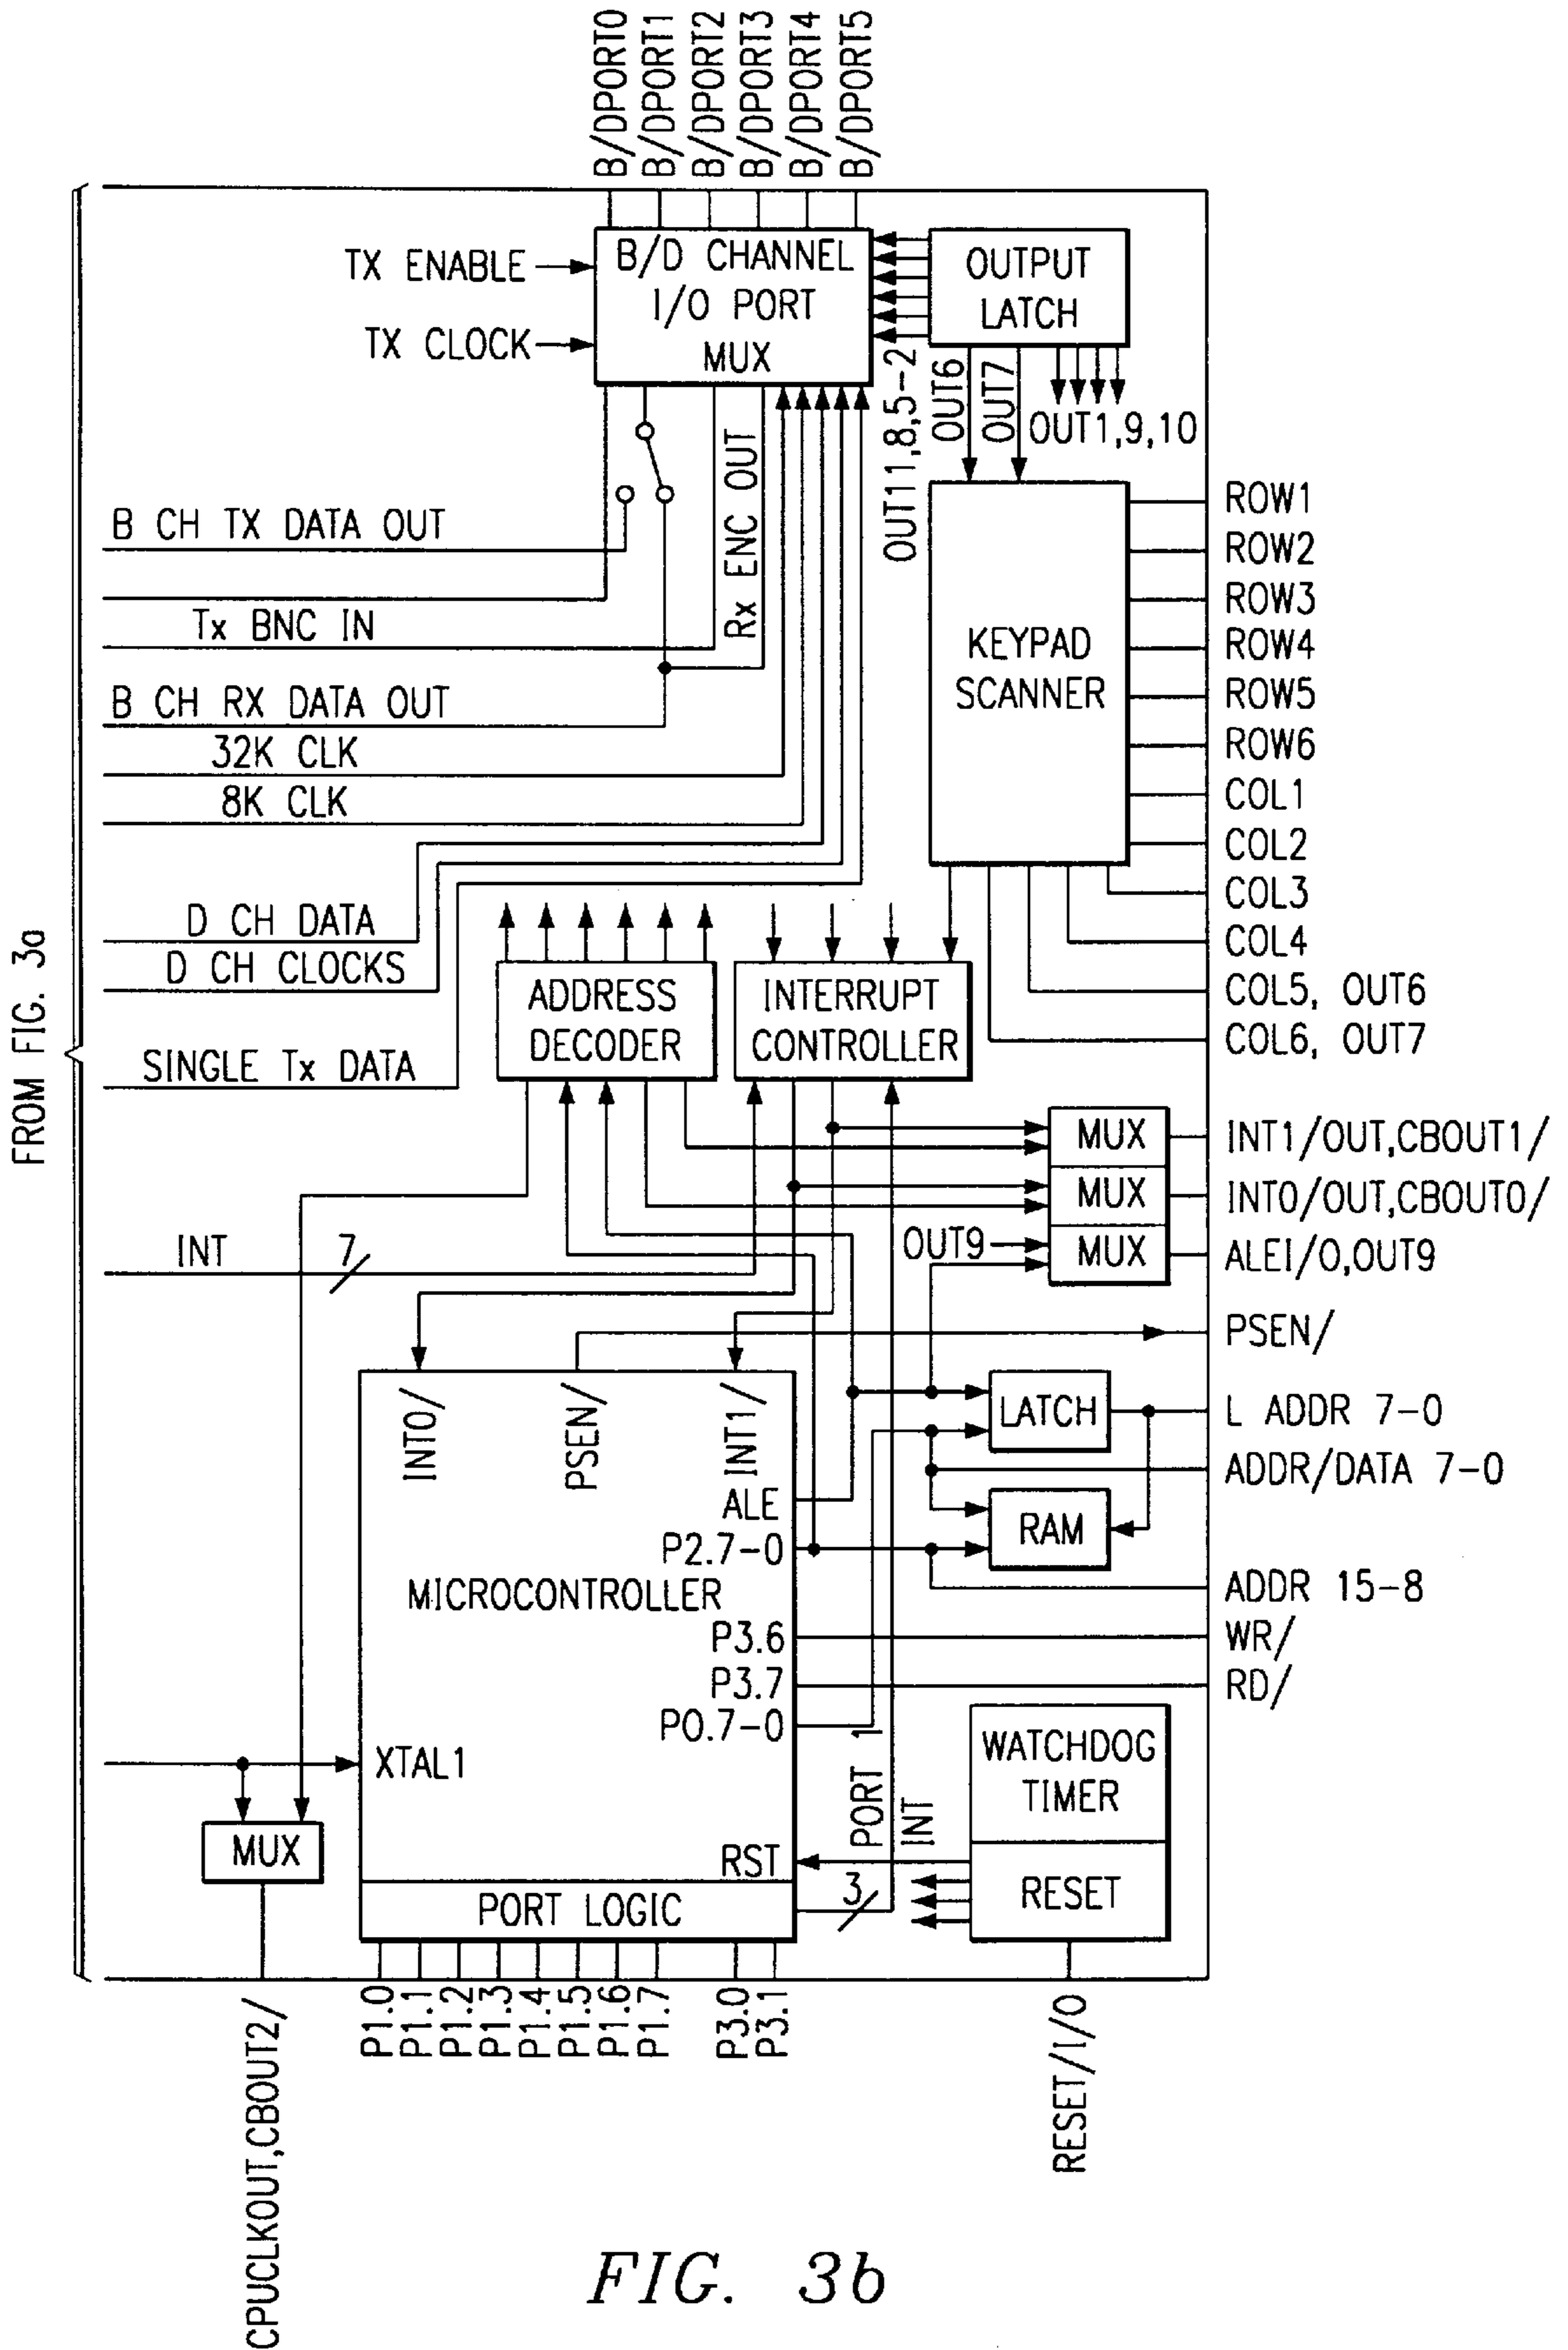 B/DPORT0
B/DPORT1
B/DPORT2
B/DPORT3
B/DPORT4
B/DPORT5
TX ENABLE
TX CLOCK
B/D CHANNEL
I/O PORT
MUX
OUTPUT
LATCH
OUT11,8,5-2
OUT6
OUT7
OUT1,9,10
B CH TX DATA OUT
Tx BNC IN
Rx ENC OUT
B CH RX DATA OUT
32K CLK
8K CLK
KEYPAD
SCANNER
ROW1
ROW2
ROW3
ROW4
ROW5
ROW6
COL1
COL2
COL3
COL4
COL5, OUT6
COL6, OUT7
D CH DATA
D CH CLOCKS
SINGLE Tx DATA
FROM FIG. 3a
ADDRESS
DECODER
INTERRUPT
CONTROLLER
MUX
INT1/OUT,CBOUT1/
MUX
INT0/OUT,CBOUT0/
OUT9
MUX
ALEI/O,OUT9
INT
7
PSEN/
INT0/
PSEN/
INT1/
LATCH
L ADDR 7-0
ADDR/DATA 7-0
RAM
ALE
P2.7-0
MICROCONTROLLER
ADDR 15-8
P3.6
WR/
P3.7
RD/
P0.7-0
XTAL1
PORT 1
INT
WATCHDOG
TIMER
MUX
RST
RESET
3
PORT LOGIC
P1.0
P1.1
P1.2
P1.3
P1.4
P1.5
P1.6
P1.7
P3.0
P3.1
CPUCLKOUT,CBOUT2/
RESET/I/O
FIG. 3b